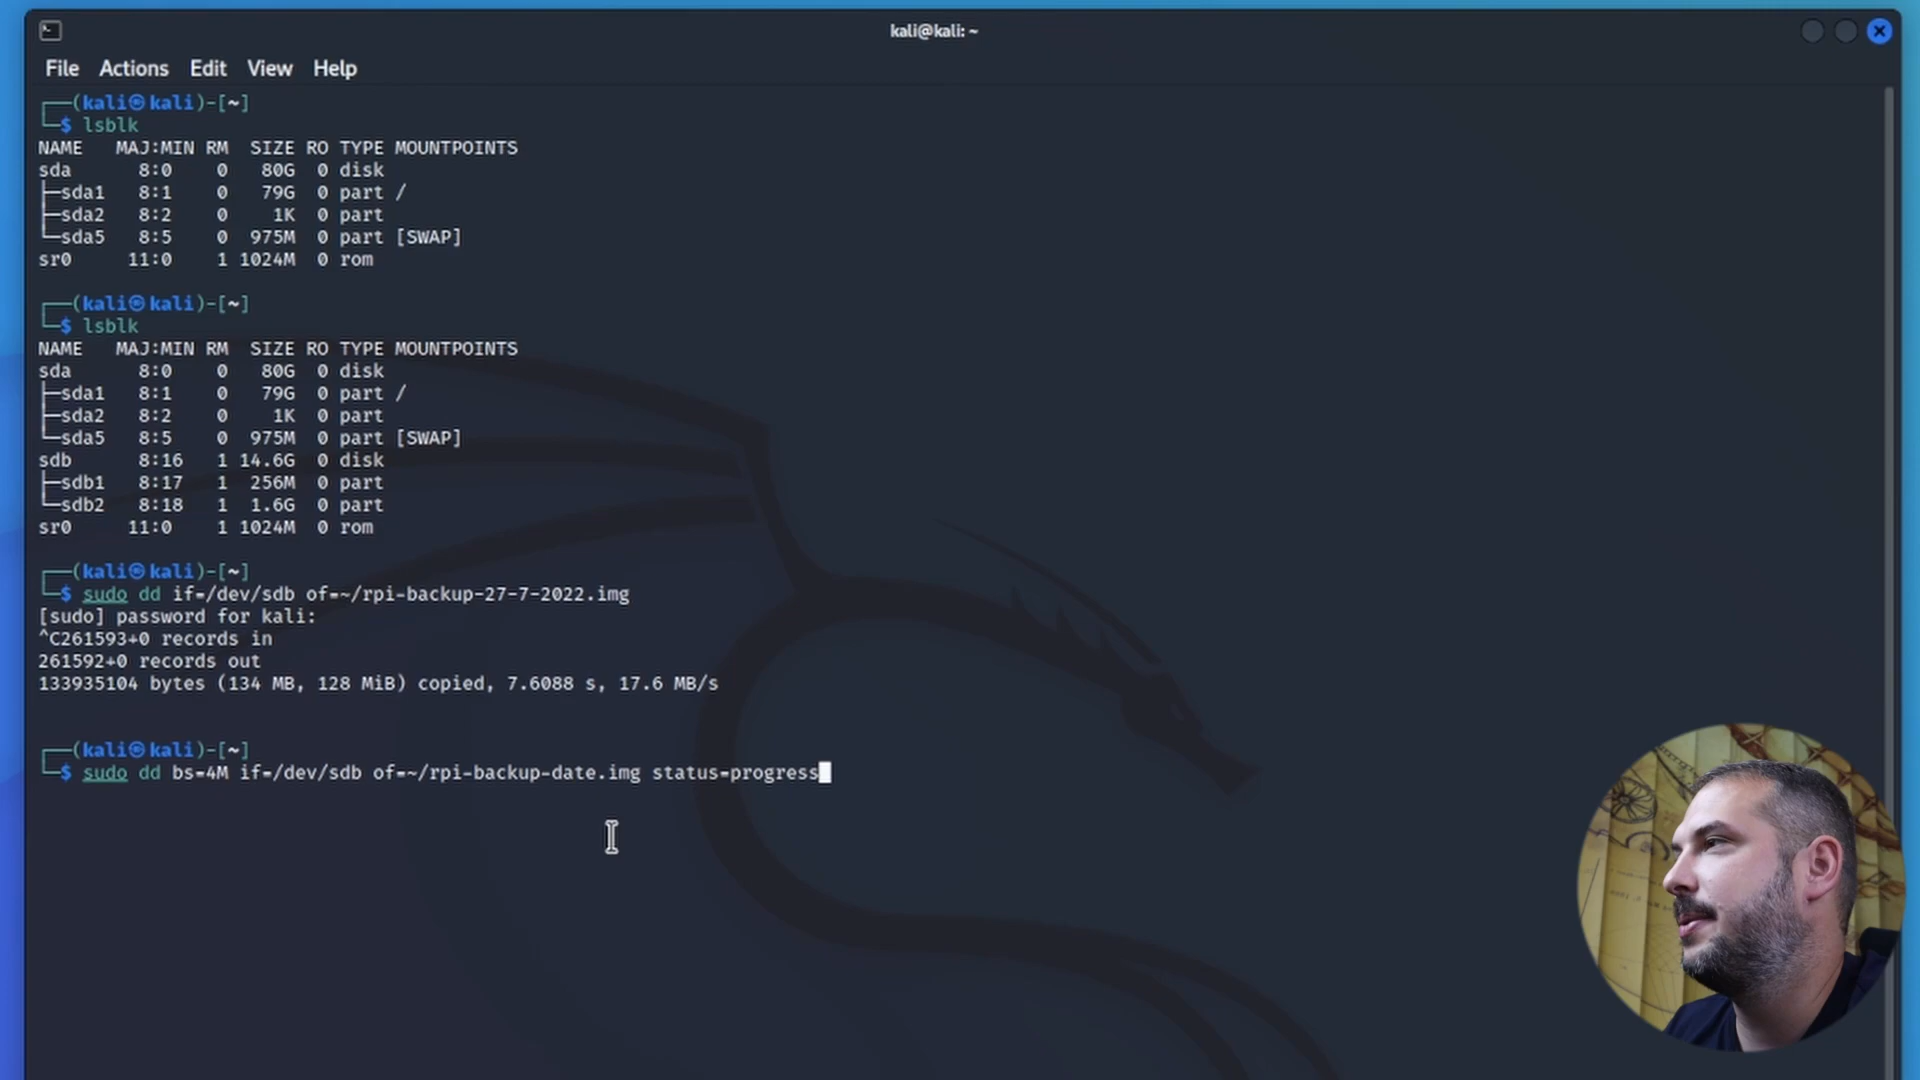 kali@kali: ~
File Actions Edit View Help
┌──(kali㉿kali)-[~]
└─$ lsblk
NAME   MAJ:MIN RM  SIZE RO TYPE MOUNTPOINTS
sda      8:0    0   80G  0 disk
├─sda1   8:1    0   79G  0 part /
├─sda2   8:2    0    1K  0 part
└─sda5   8:5    0  975M  0 part [SWAP]
sr0     11:0    1 1024M  0 rom
┌──(kali㉿kali)-[~]
└─$ lsblk
NAME   MAJ:MIN RM  SIZE RO TYPE MOUNTPOINTS
sda      8:0    0   80G  0 disk
├─sda1   8:1    0   79G  0 part /
├─sda2   8:2    0    1K  0 part
└─sda5   8:5    0  975M  0 part [SWAP]
sdb      8:16   1 14.6G  0 disk
├─sdb1   8:17   1  256M  0 part
└─sdb2   8:18   1  1.6G  0 part
sr0     11:0    1 1024M  0 rom
┌──(kali㉿kali)-[~]
└─$ sudo dd if=/dev/sdb of=~/rpi-backup-27-7-2022.img
[sudo] password for kali:
^C261593+0 records in
261592+0 records out
133935104 bytes (134 MB, 128 MiB) copied, 7.6088 s, 17.6 MB/s
┌──(kali㉿kali)-[~]
└─$ sudo dd bs=4M if=/dev/sdb of=~/rpi-backup-date.img status=progress